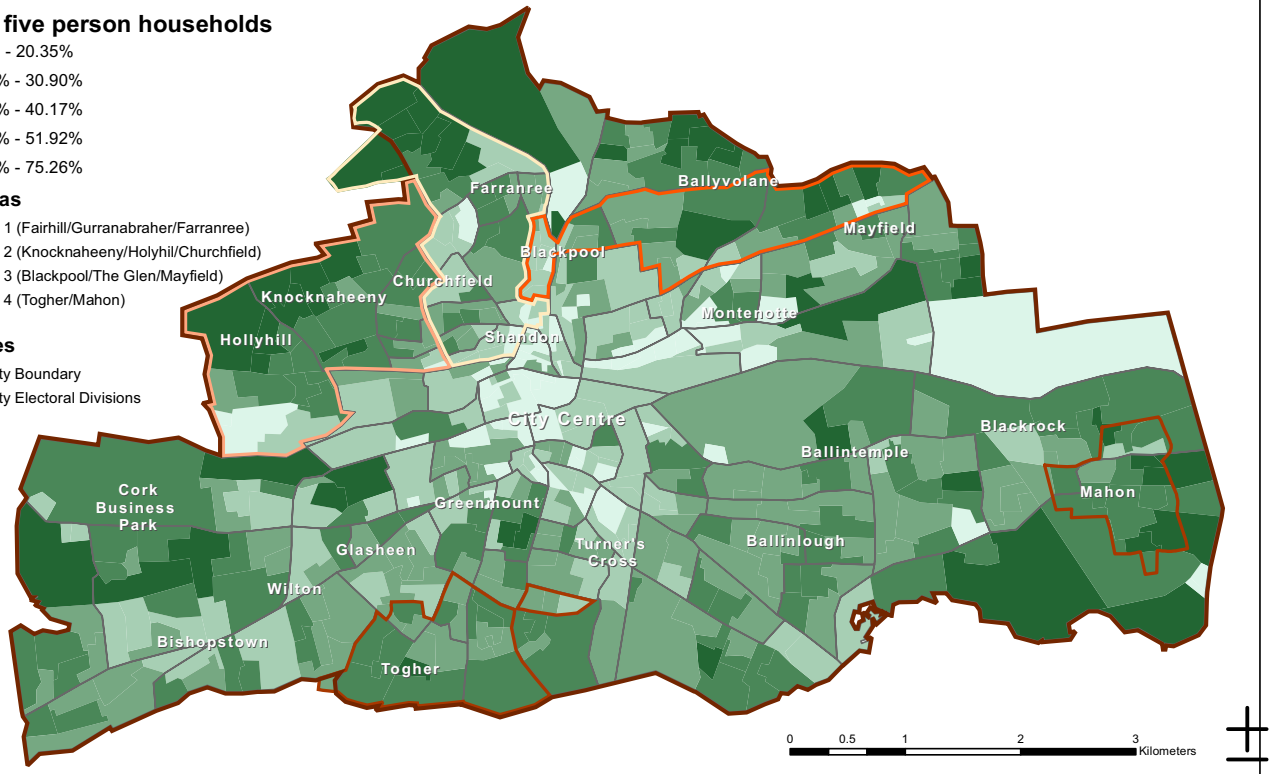 five person households
- 20.35%
% - 30.90%
% - 40.17%
% - 51.92%
% - 75.26%
as
1 (Fairhill/Gurranabraher/Farranree)
2 (Knocknaheeny/Holyhil/Churchfield)
3 (Blackpool/The Glen/Mayfield)
4 (Togher/Mahon)
es
ty Boundary
ty Electoral Divisions
Farranree
Ballyvolane
Mayfield
Blackpool
Churchfield
Knocknaheeny
Montenotte
Hollyhill
Shandon
City Centre
Blackrock
Ballintemple
Cork
Business
Park
Mahon
Greenmount
Glasheen
Turner's
Cross
Ballinlough
Wilton
Bishopstown
Togher
0 0.5 1 2 3
Kilometers